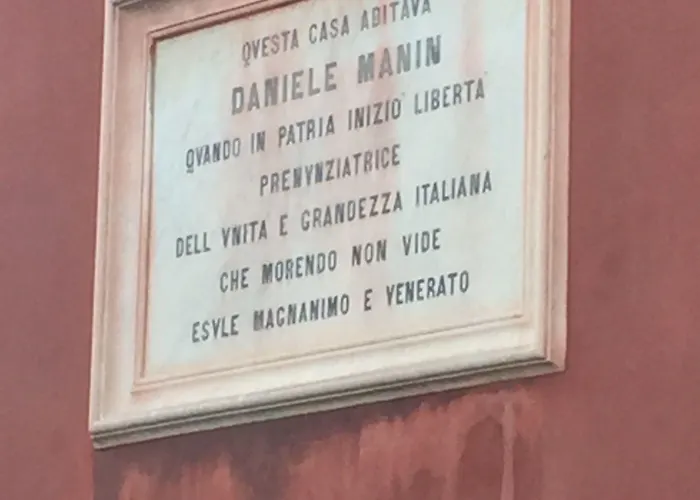 QVESTA CASA ABITAVA
DANIELE MANIN
QVANDO IN PATRIA INIZIO LIBERTA
PRENVNZIATRICE
DELL VNITA E GRANDEZZA ITALIANA
CHE MORENDO NON VIDE
ESVLE MAGNANIMO E VENERATO